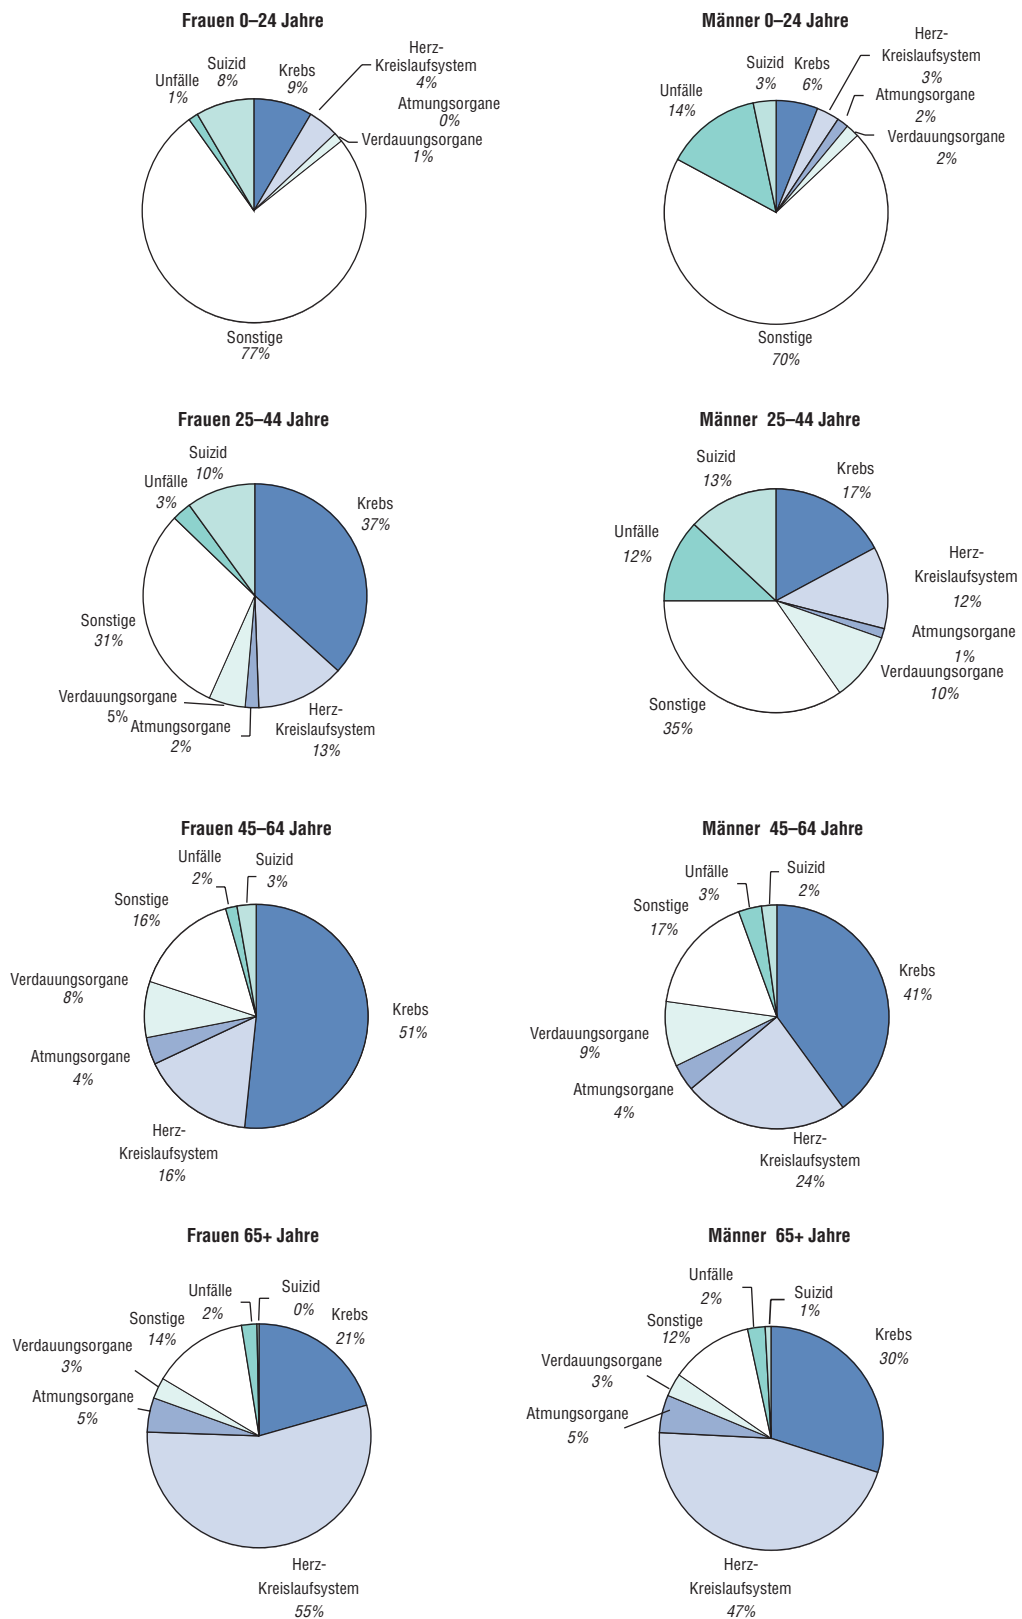 Frauen 0–24 Jahre
Unfälle
1%
Suizid
8%
Krebs
9%
Herz-
Kreislaufsystem
4%
Atmungsorgane
0%
Verdauungsorgane
1%
Sonstige
77%
Männer 0–24 Jahre
Unfälle
14%
Suizid
3%
Krebs
6%
Herz-
Kreislaufsystem
3%
Atmungsorgane
2%
Verdauungsorgane
2%
Sonstige
70%
Frauen 25–44 Jahre
Suizid
10%
Unfälle
3%
Krebs
37%
Sonstige
31%
Verdauungsorgane
5%
Atmungsorgane
2%
Herz-
Kreislaufsystem
13%
Männer 25–44 Jahre
Suizid
13%
Krebs
17%
Unfälle
12%
Herz-
Kreislaufsystem
12%
Atmungsorgane
1%
Verdauungsorgane
10%
Sonstige
35%
Frauen 45–64 Jahre
Unfälle
2%
Suizid
3%
Sonstige
16%
Verdauungsorgane
8%
Krebs
51%
Atmungsorgane
4%
Herz-
Kreislaufsystem
16%
Männer 45–64 Jahre
Unfälle
3%
Suizid
2%
Sonstige
17%
Krebs
41%
Verdauungsorgane
9%
Atmungsorgane
4%
Herz-
Kreislaufsystem
24%
Frauen 65+ Jahre
Unfälle
2%
Suizid
0%
Krebs
21%
Sonstige
14%
Verdauungsorgane
3%
Atmungsorgane
5%
Herz-
Kreislaufsystem
55%
Männer 65+ Jahre
Unfälle
2%
Suizid
1%
Sonstige
12%
Krebs
30%
Verdauungsorgane
3%
Atmungsorgane
5%
Herz-
Kreislaufsystem
47%